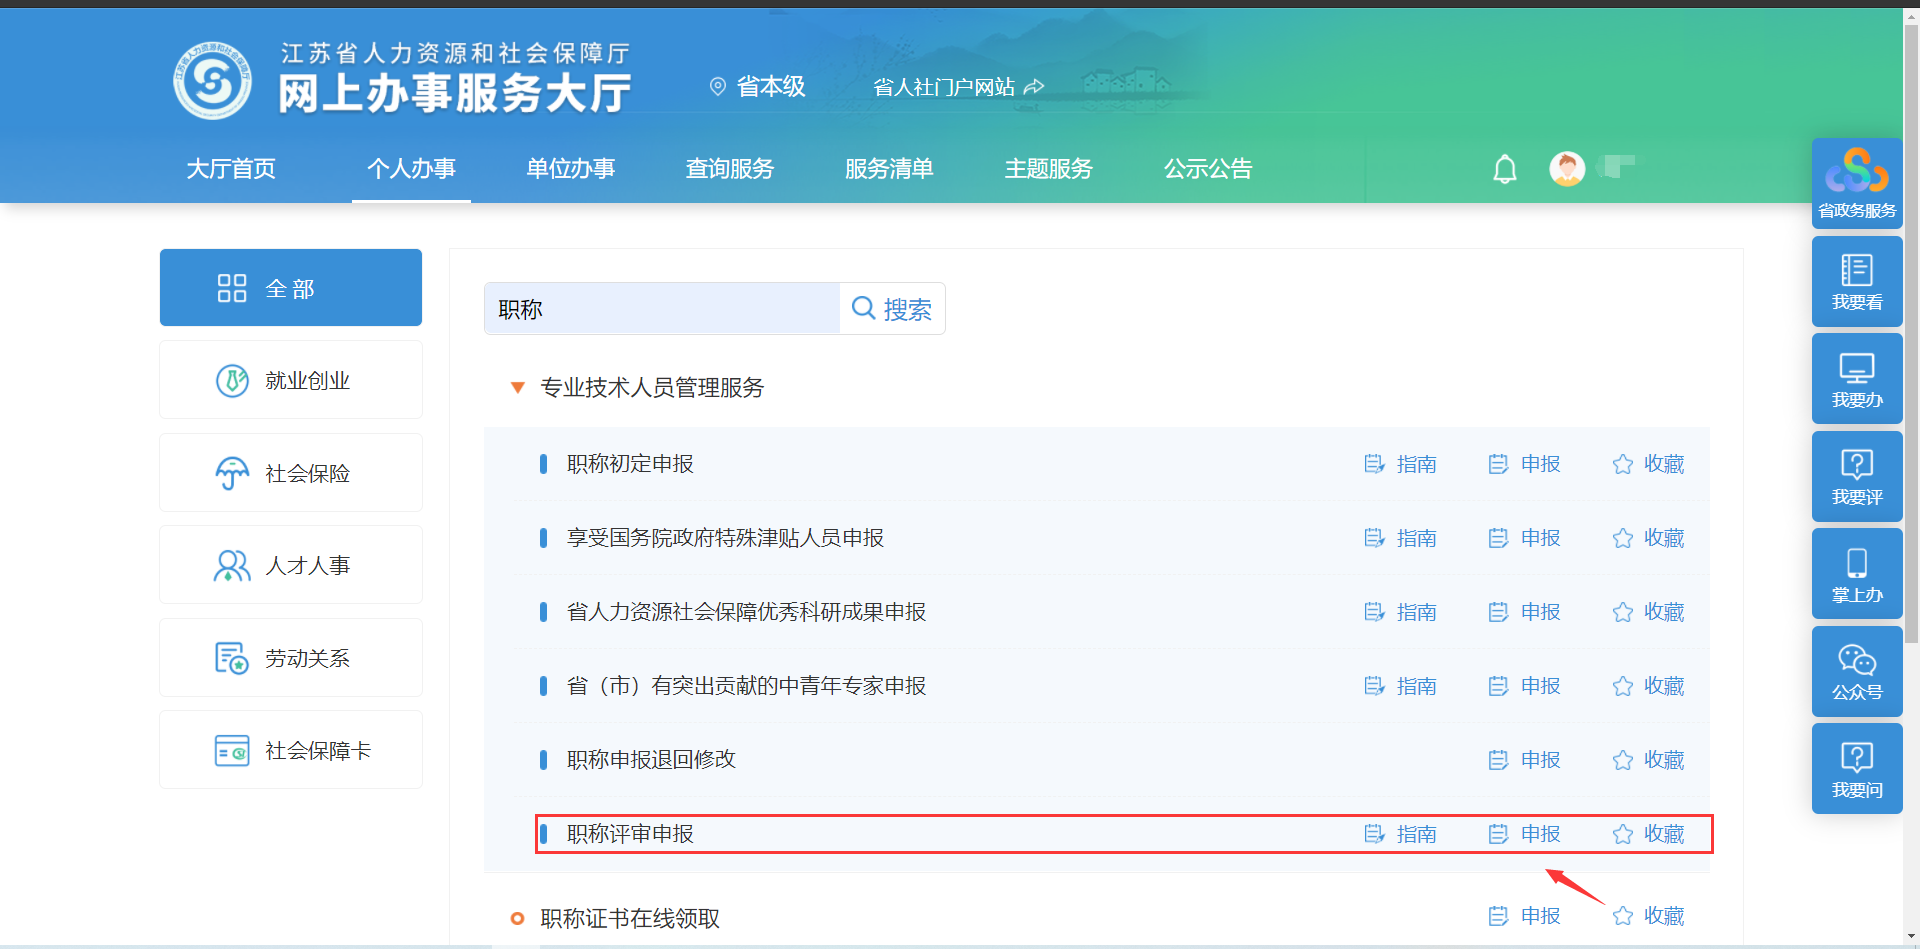 江苏省人力资源和社会保障厅
网上办事服务大厅
省本级
省人社门户网站
大厅首页 个人办事 单位办事 查询服务 服务清单 主题服务 公示公告
省政务服务
我要看
我要办
我要评
掌上办
公众号
我要问
全部
就业创业
社会保险
人才人事
劳动关系
社会保障卡
职称 搜索
专业技术人员管理服务
职称初定申报 指南 申报 收藏
享受国务院政府特殊津贴人员申报 指南 申报 收藏
省人力资源社会保障优秀科研成果申报 指南 申报 收藏
省（市）有突出贡献的中青年专家申报 指南 申报 收藏
职称申报退回修改 申报 收藏
职称评审申报 指南 申报 收藏
职称证书在线领取 申报 收藏